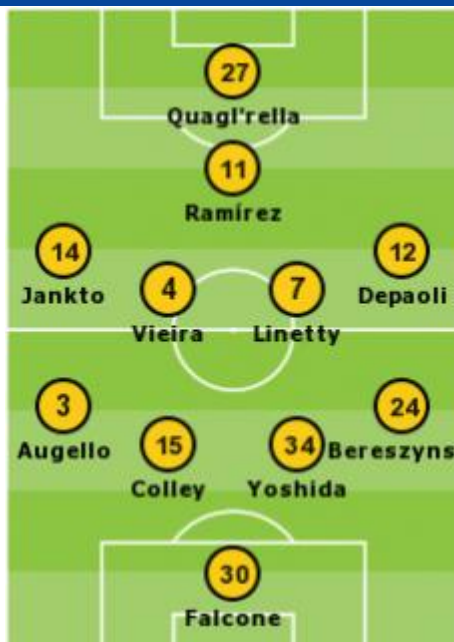 27
Quagl'rella
11
Ramírez
14
12
Jankto
4
7
Depaoli
Vieira
Linetty
3
24
Augello
15
34
Bereszyns
Colley
Yoshida
30
Falcone